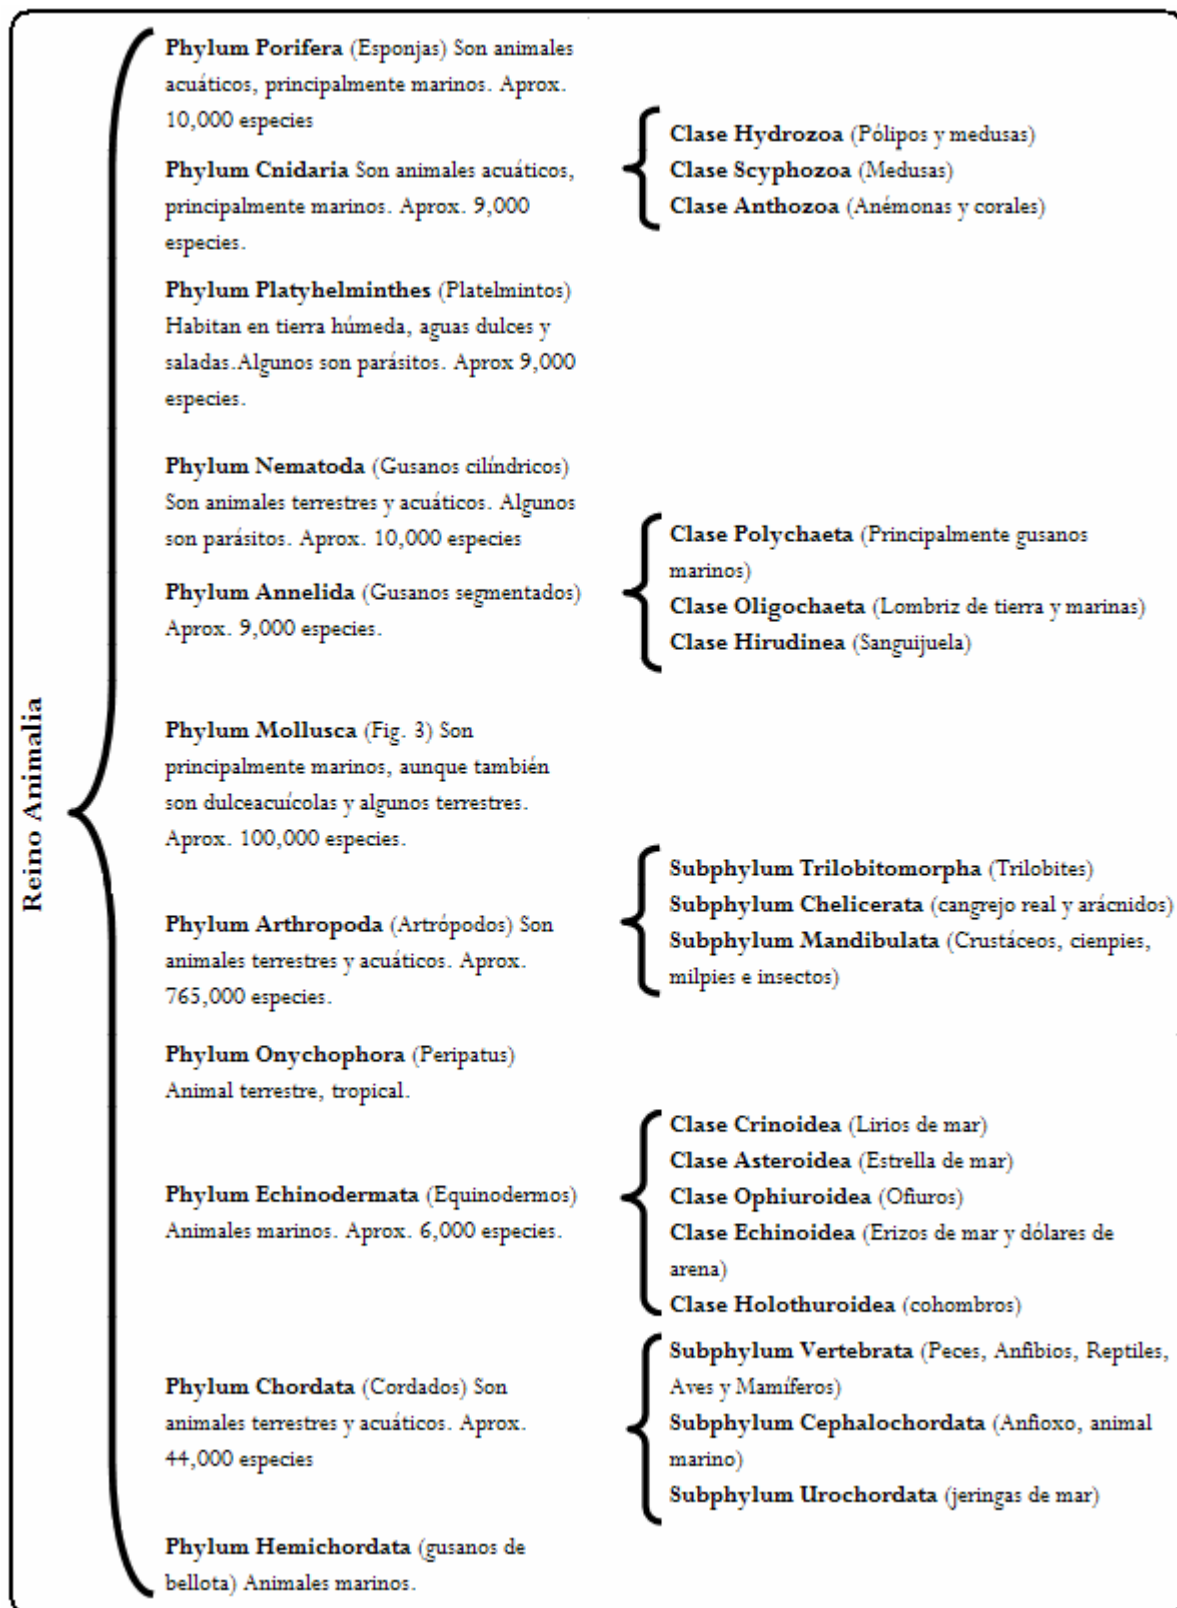 Reino Animalia
Phylum Porifera (Esponjas) Son animales
acuáticos, principalmente marinos. Aprox.
10,000 especies
Phylum Cnidaria Son animales acuáticos,
principalmente marinos. Aprox. 9,000
especies.
Clase Hydrozoa (Pólipos y medusas)
Clase Scyphozoa (Medusas)
Clase Anthozoa (Anémonas y corales)
Phylum Platyhelminthes (Platelmintos)
Habitan en tierra húmeda, aguas dulces y
saladas.Algunos son parásitos. Aprox 9,000
especies.
Phylum Nematoda (Gusanos cilíndricos)
Son animales terrestres y acuáticos. Algunos
son parásitos. Aprox. 10,000 especies
Phylum Annelida (Gusanos segmentados)
Aprox. 9,000 especies.
Clase Polychaeta (Principalmente gusanos
marinos)
Clase Oligochaeta (Lombriz de tierra y marinas)
Clase Hirudinea (Sanguijuela)
Phylum Mollusca (Fig. 3) Son
principalmente marinos, aunque también
son dulceacuícolas y algunos terrestres.
Aprox. 100,000 especies.
Phylum Arthropoda (Artrópodos) Son
animales terrestres y acuáticos. Aprox.
765,000 especies.
Subphylum Trilobitomorpha (Trilobites)
Subphylum Chelicerata (cangrejo real y arácnidos)
Subphylum Mandibulata (Crustáceos, cienpies,
milpies e insectos)
Phylum Onychophora (Peripatus)
Animal terrestre, tropical.
Phylum Echinodermata (Equinodermos)
Animales marinos. Aprox. 6,000 especies.
Clase Crinoidea (Lirios de mar)
Clase Asteroidea (Estrella de mar)
Clase Ophiuroidea (Ofiuros)
Clase Echinoidea (Erizos de mar y dólares de
arena)
Clase Holothuroidea (cohombros)
Phylum Chordata (Cordados) Son
animales terrestres y acuáticos. Aprox.
44,000 especies
Subphylum Vertebrata (Peces, Anfibios, Reptiles,
Aves y Mamíferos)
Subphylum Cephalochordata (Anfioxo, animal
marino)
Subphylum Urochordata (jeringas de mar)
Phylum Hemichordata (gusanos de
bellota) Animales marinos.